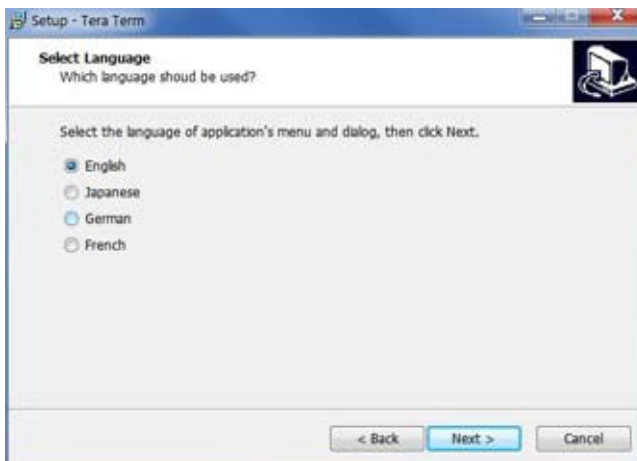 Setup - Tera Term
Select Language
Which language shoud be used?
Select the language of application's menu and dialog, then click Next.
English
Japanese
German
French
< Back Next > Cancel